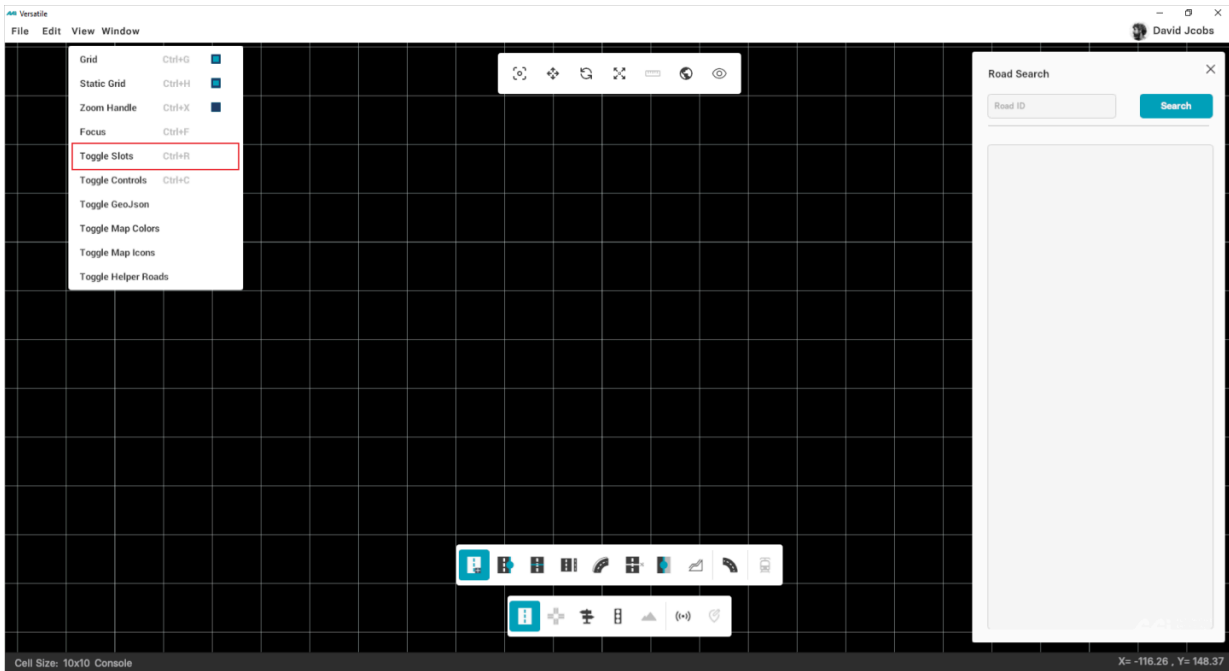 Versatile
File Edit View Window
David Jcobs
Grid Ctrl+G
Static Grid Ctrl+H
Zoom Handle Ctrl+X
Focus Ctrl+F
Toggle Slots Ctrl+R
Toggle Controls Ctrl+C
Toggle GeoJson
Toggle Map Colors
Toggle Map Icons
Toggle Helper Roads
Road Search
Road ID
Search
Cell Size: 10x10 Console
X= -116.26 , Y= 148.37